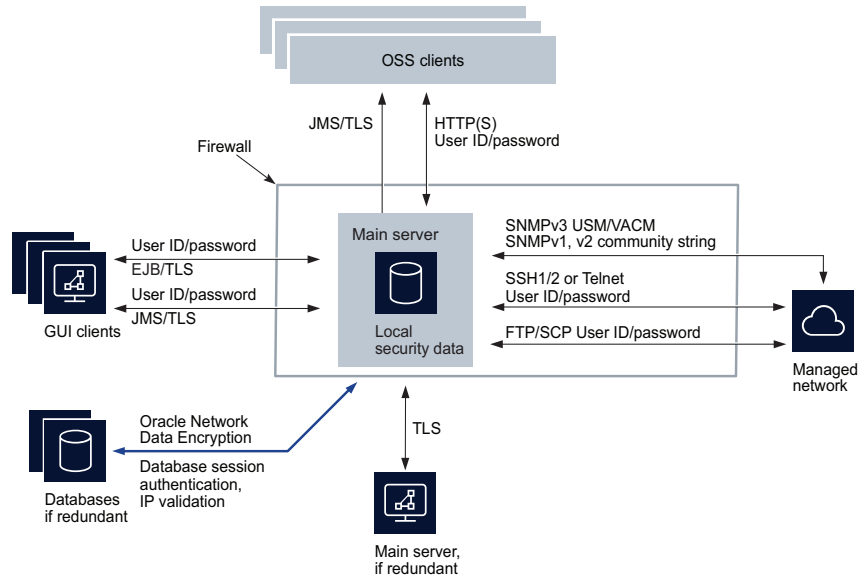 OSS clients
JMS/TLS
HTTP(S)
User ID/password
Firewall
Main server
SNMPv3 USM/VACM
SNMPv1, v2 community string
User ID/password
EJB/TLS
User ID/password
JMS/TLS
GUI clients
SSH1/2 or Telnet
User ID/password
FTP/SCP User ID/password
Local
security data
Managed
network
Oracle Network
Data Encryption
Database session
authentication,
IP validation
Databases
if redundant
TLS
Main server,
if redundant